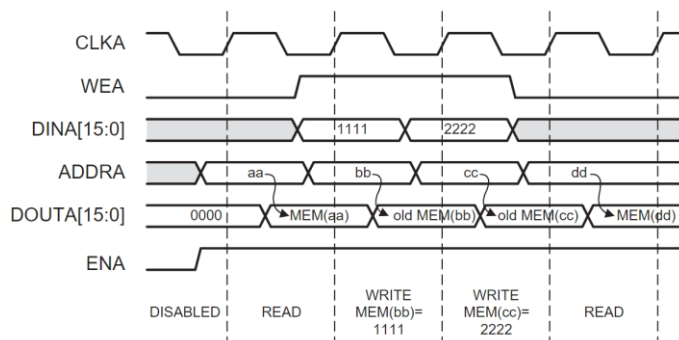 CLKA
WEA
DINA[15:0] 1111 2222
ADDRA aa bb cc dd
DOUTA[15:0] 0000 MEM(aa) old MEM(bb) old MEM(cc) MEM(dd)
ENA
DISABLED READ WRITE MEM(bb)= 1111 WRITE MEM(cc)= 2222 READ